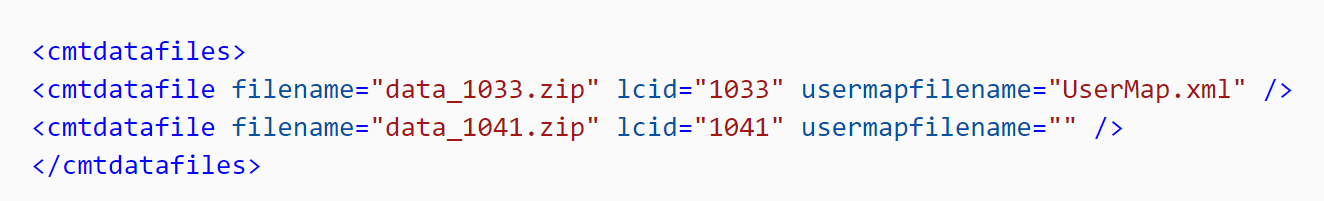 <cmtdatafiles>
<cmtdatafile filename="data_1033.zip" lcid="1033" usermapfilename="UserMap.xml" />
<cmtdatafile filename="data_1041.zip" lcid="1041" usermapfilename="" />
</cmtdatafiles>